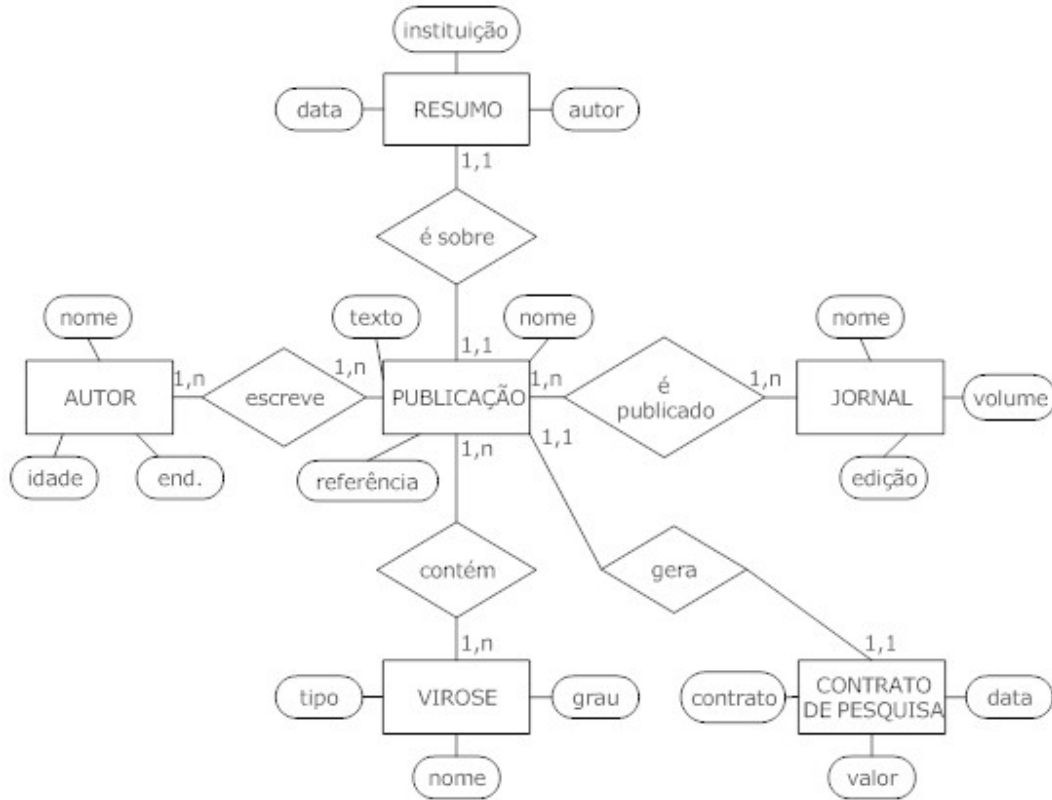 instituição
data
RESUMO
autor
1,1
é sobre
1,1
texto
nome
nome
nome
AUTOR
1,n
escreve
1,n
PUBLICAÇÃO
1,n
é
publicado
1,n
JORNAL
volume
idade
end.
referência
1,n
1,1
edição
contém
gera
1,n
1,1
tipo
VIROSE
grau
contrato
CONTRATO
DE PESQUISA
data
nome
valor